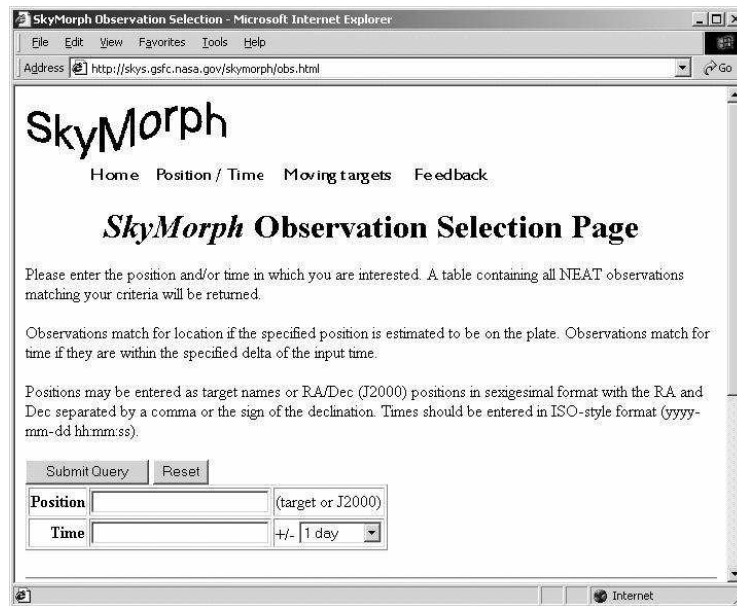 SkyMorph Observation Selection - Microsoft Internet Explorer
File Edit View Favorites Tools Help
Address http://skys.gsfc.nasa.gov/skymorph/obs.html Go
SkyMorph
Home Position / Time Moving targets Feedback
SkyMorph Observation Selection Page
Please enter the position and/or time in which you are interested. A table containing all NEAT observations
matching your criteria will be returned.
Observations match for location if the specified position is estimated to be on the plate. Observations match for
time if they are within the specified delta of the input time.
Positions may be entered as target names or RA/Dec (J2000) positions in sexigesimal format with the RA and
Dec separated by a comma or the sign of the declination. Times should be entered in ISO-style format (yyyy-
mm-dd hh:mm:ss).
Submit Query Reset
Position (target or J2000)
Time +/- 1 day
Internet